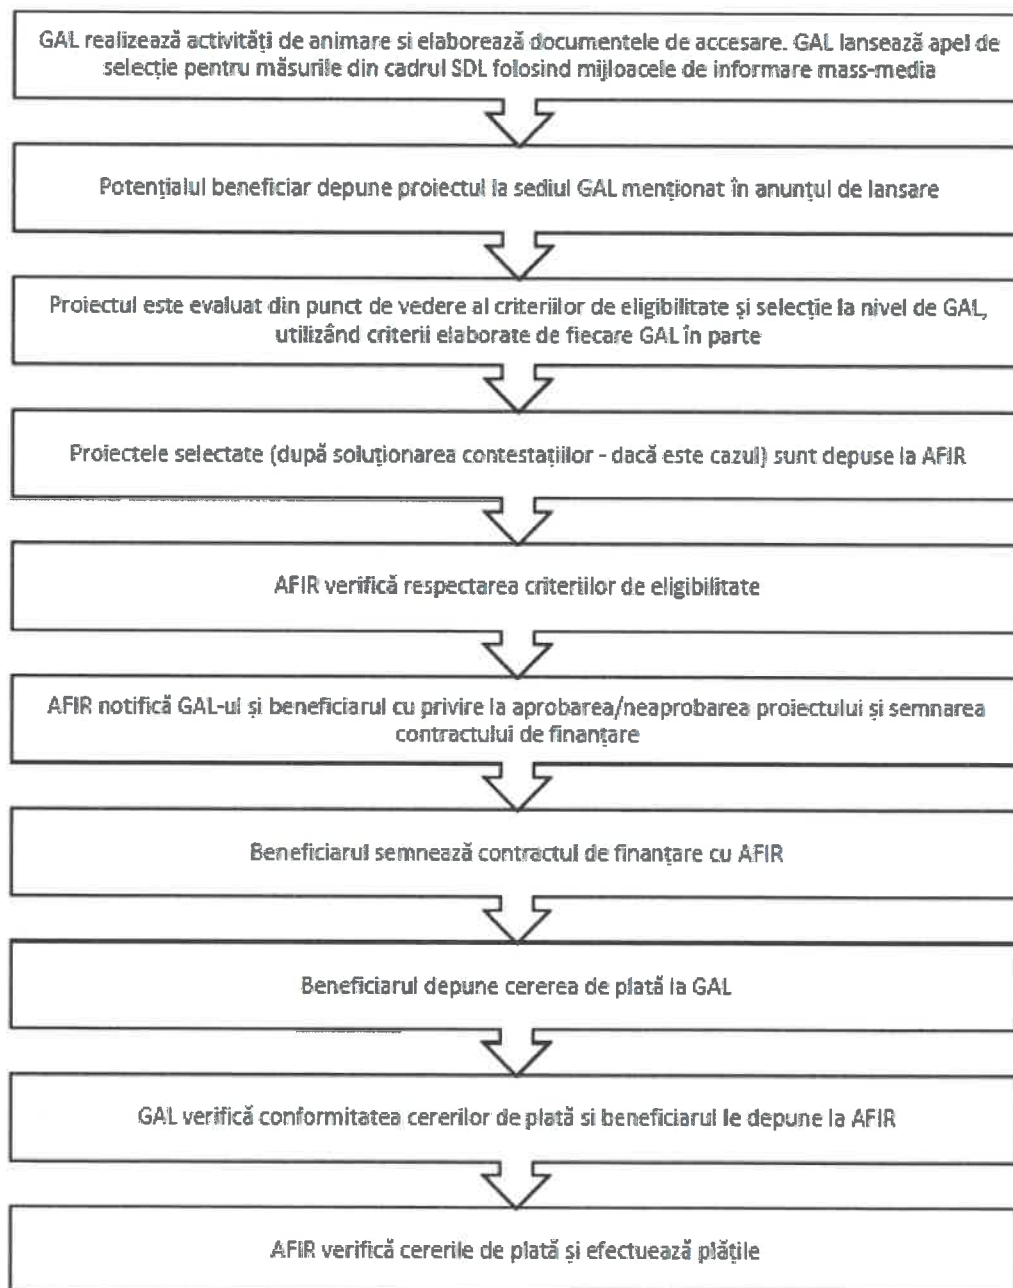 GAL realizează activități de animare si elaborează documentele de accesare. GAL lansează apel de
selecție pentru măsurile din cadrul SDL folosind mijloacele de informare mass-media
Potențialul beneficiar depune proiectul la sediul GAL menționat în anunțul de lansare
Proiectul este evaluat din punct de vedere al criteriilor de eligibilitate și selecție la nivel de GAL,
utilizând criterii elaborate de fiecare GAL în parte
Proiectele selectate (după soluționarea contestațiilor - dacă este cazul) sunt depuse la AFIR
AFIR verifică respectarea criteriilor de eligibilitate
AFIR notifică GAL-ul și beneficiarul cu privire la aprobarea/neaprobarea proiectului și semnarea
contractului de finanțare
Beneficiarul semnează contractul de finanțare cu AFIR
Beneficiarul depune cererea de plată la GAL
GAL verifică conformitatea cererilor de plată si beneficiarul le depune la AFIR
AFIR verifică cererile de plată și efectuează plățile